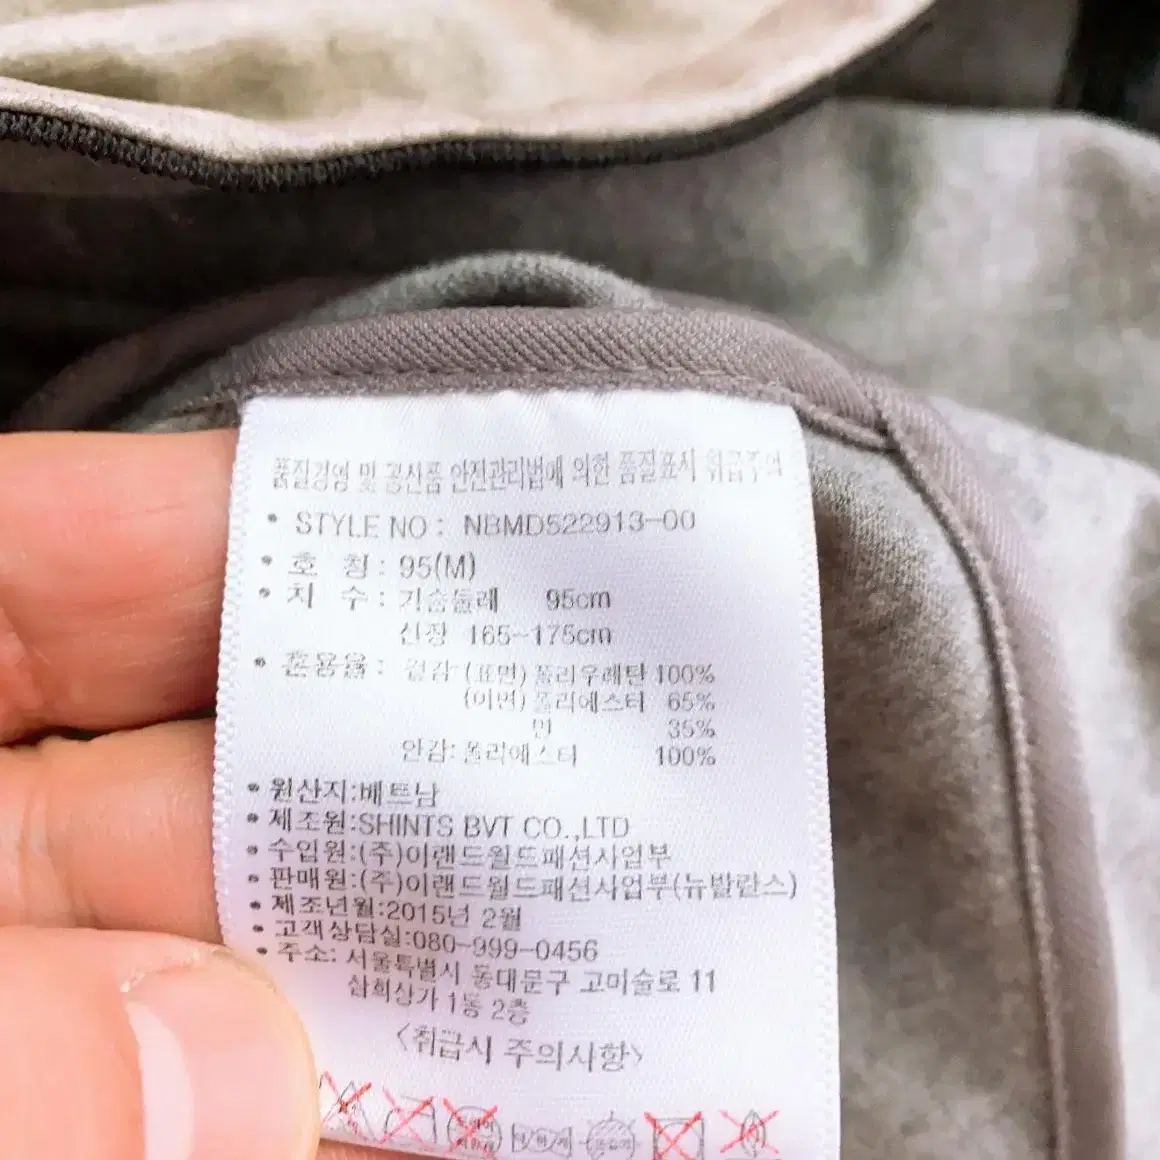 품질경영 및 공산품 안전관리법에 의한 품질표시 취급주의
• STYLE NO : NBMD522913-00
• 호 칭 : 95(M)
• 치 수 : 가슴둘레 95cm
신장 165-175cm
• 혼용율 : 겉감 (표면) 폴리우레탄 100%
(이면) 폴리에스터 65%
면 35%
안감: 폴리에스터 100%
• 원산지:베트남
• 제조원:SHINTS BVT CO.,LTD
• 수입원:(주)이랜드월드패션사업부
• 판매원:(주)이랜드월드패션사업부(뉴발란스)
• 제조년월:2015년 2월
• 고객상담실:080-999-0456
• 주소: 서울특별시 동대문구 고미술로 11
삼희상가 1동 2층
<취급시 주의사항>